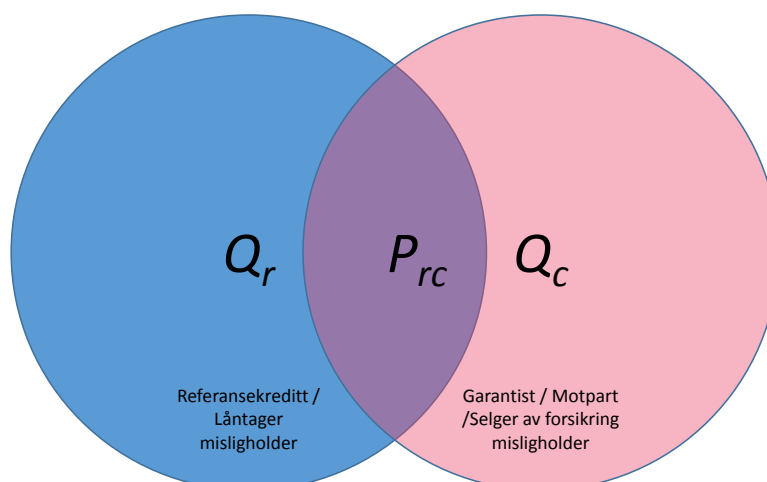 Qr
Prc
Qc
Referansekreditt /
Låntager
misligholder
Garantist / Motpart
/Selger av forsikring
misligholder